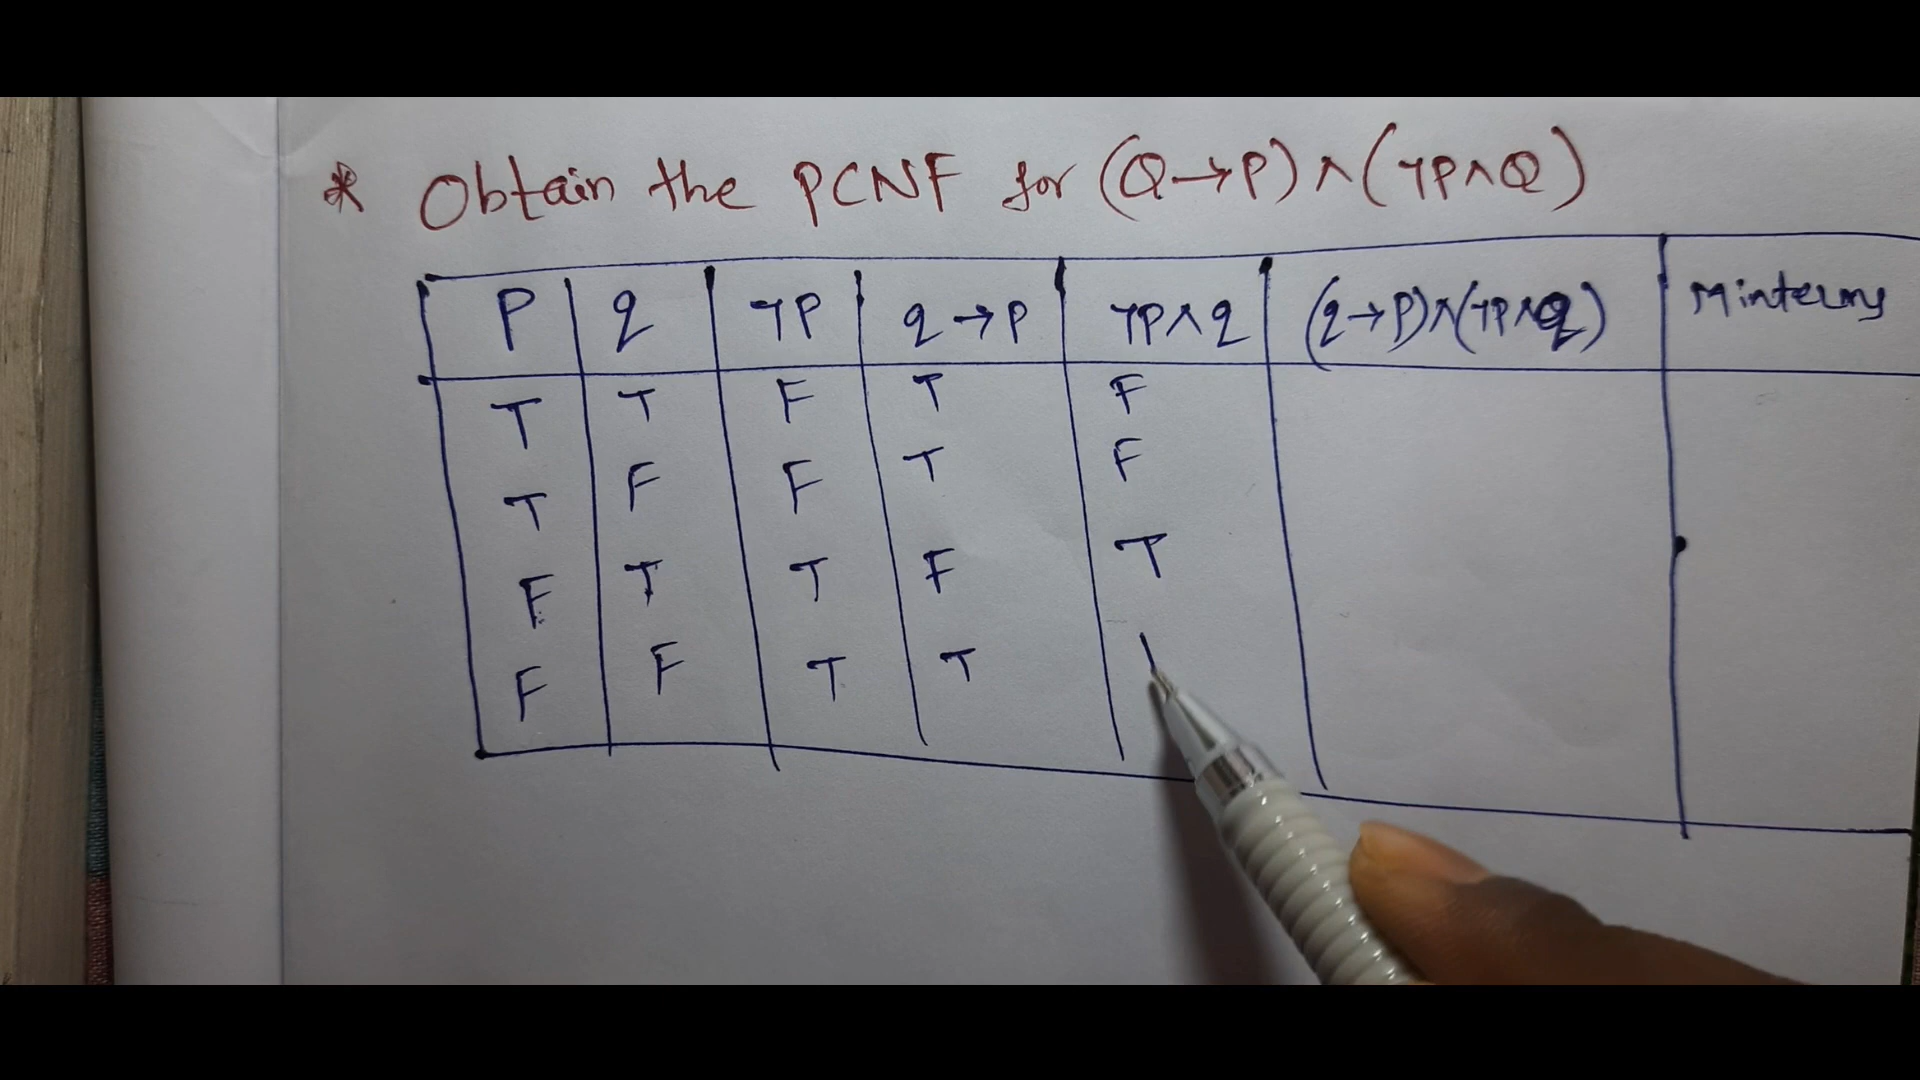 * Obtain the PCNF for (Q→P)∧(¬P∧Q)
P q ¬P q→P ¬P∧q (q→P)∧(¬P∧q) Minterms
T T F T F
T F F T F
F T T F T
F F T T